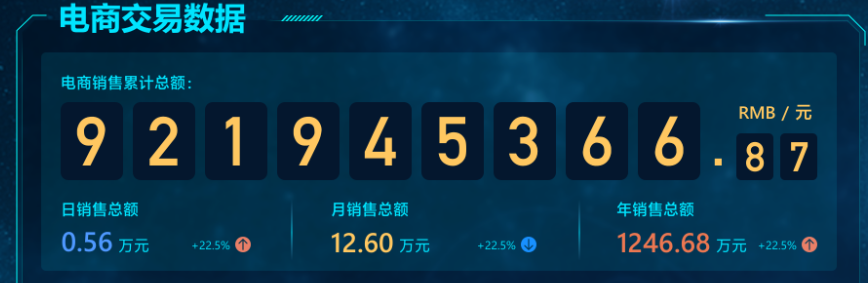 电商交易数据
电商销售累计总额：
RMB / 元
921945366.87
日销售总额 月销售总额 年销售总额
0.56 万元 +22.5% 12.60 万元 +22.5% 1246.68 万元 +22.5%